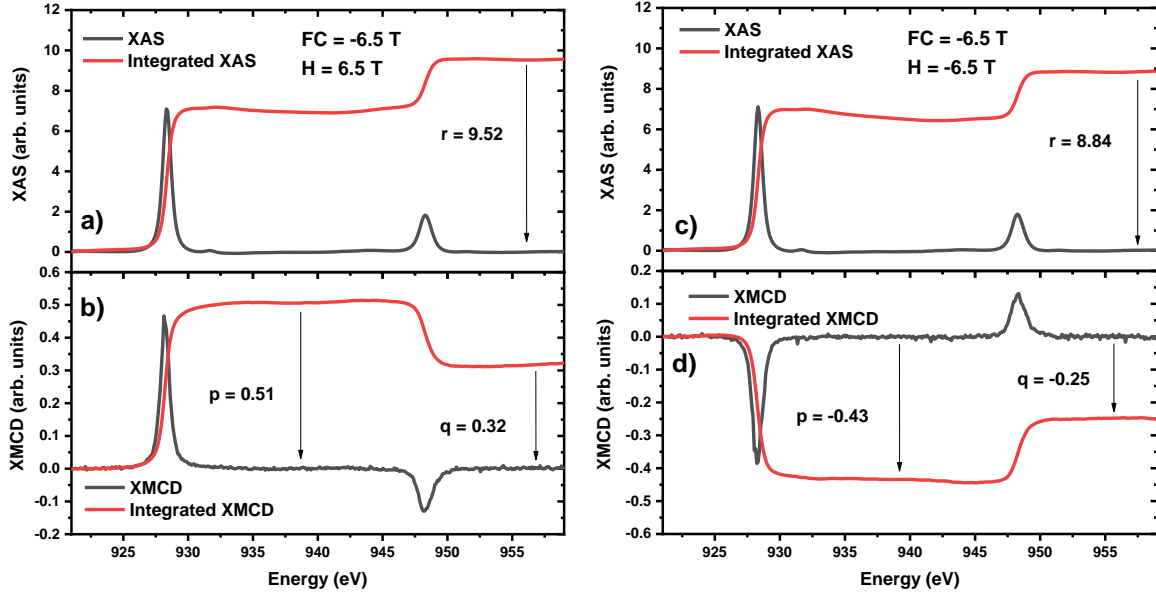 XAS
Integrated XAS
FC = -6.5 T
H = 6.5 T
r = 9.52
a)
XAS (arb. units)
12
10
8
6
4
2
0
b)
p = 0.51
q = 0.32
XMCD
Integrated XMCD
XMCD (arb. units)
0.6
0.5
0.4
0.3
0.2
0.1
0.0
-0.1
-0.2
925 930 935 940 945 950 955
Energy (eV)
XAS
Integrated XAS
FC = -6.5 T
H = -6.5 T
r = 8.84
c)
XAS (arb. units)
12
10
8
6
4
2
0
XMCD
Integrated XMCD
d)
q = -0.25
p = -0.43
XMCD (arb. units)
0.2
0.1
0.0
-0.1
-0.2
-0.3
-0.4
-0.5
-0.6
925 930 935 940 945 950 955
Energy (eV)